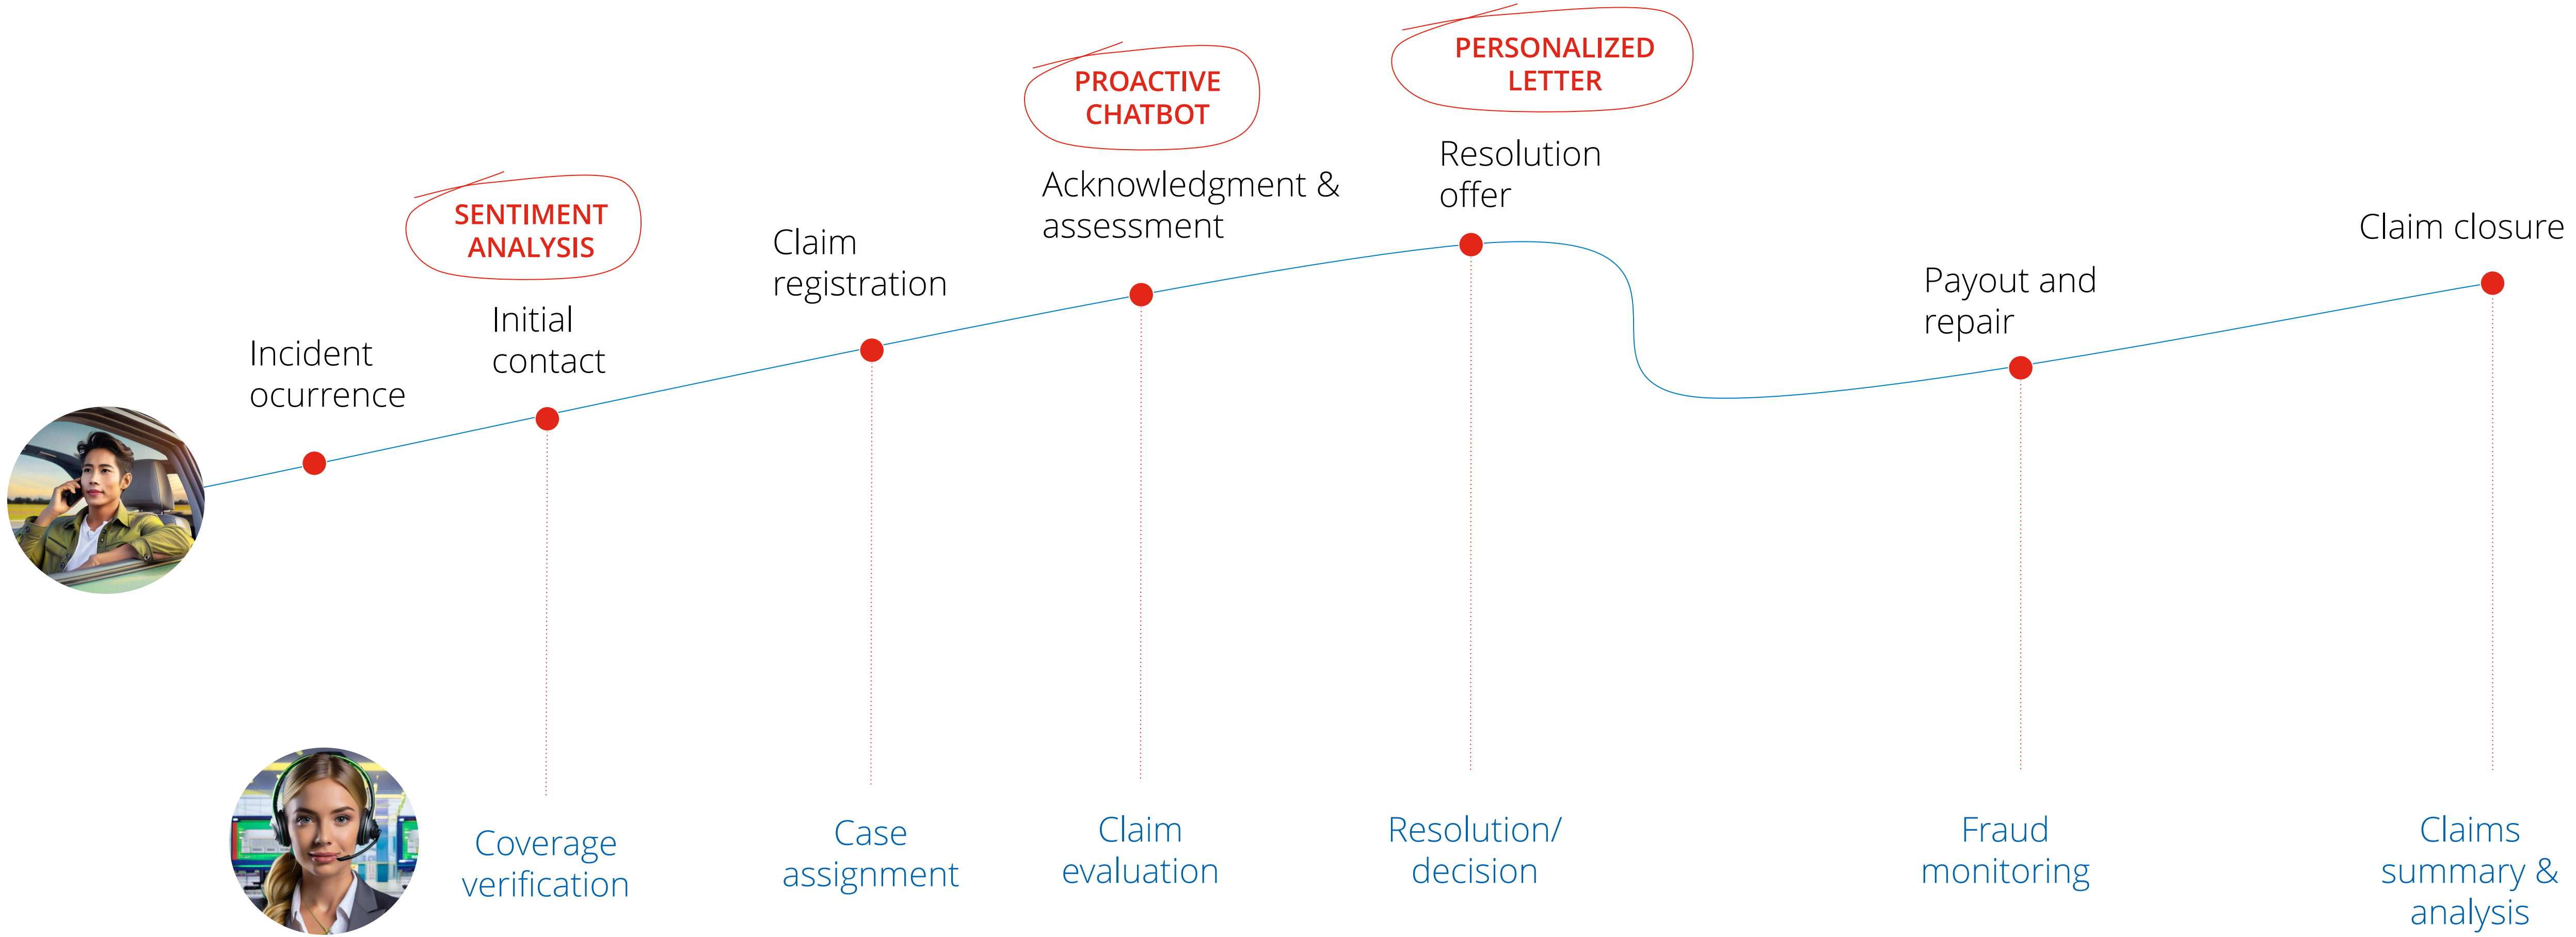 PERSONALIZED
LETTER
PROACTIVE
CHATBOT
SENTIMENT
ANALYSIS
Incident
ocurrence
Initial
contact
Claim
registration
Acknowledgment &
assessment
Resolution
offer
Payout and
repair
Claim closure
Coverage
verification
Case
assignment
Claim
evaluation
Resolution/
decision
Fraud
monitoring
Claims
summary &
analysis